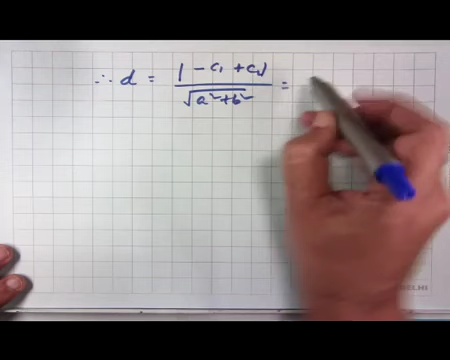 ∴ d = |-c₁ + c₂| / √(a² + b²) =